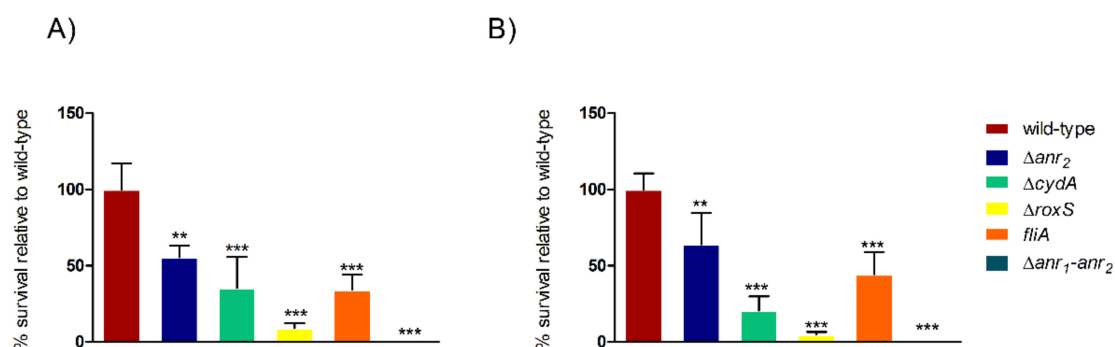 A)
B)
% survival relative to wild-type
150
100
50
0
**
***
***
***
***
% survival relative to wild-type
150
100
50
0
**
***
***
***
***
wild-type
Δanr₂
ΔcydA
ΔroxS
fliA
Δanr₁-anr₂